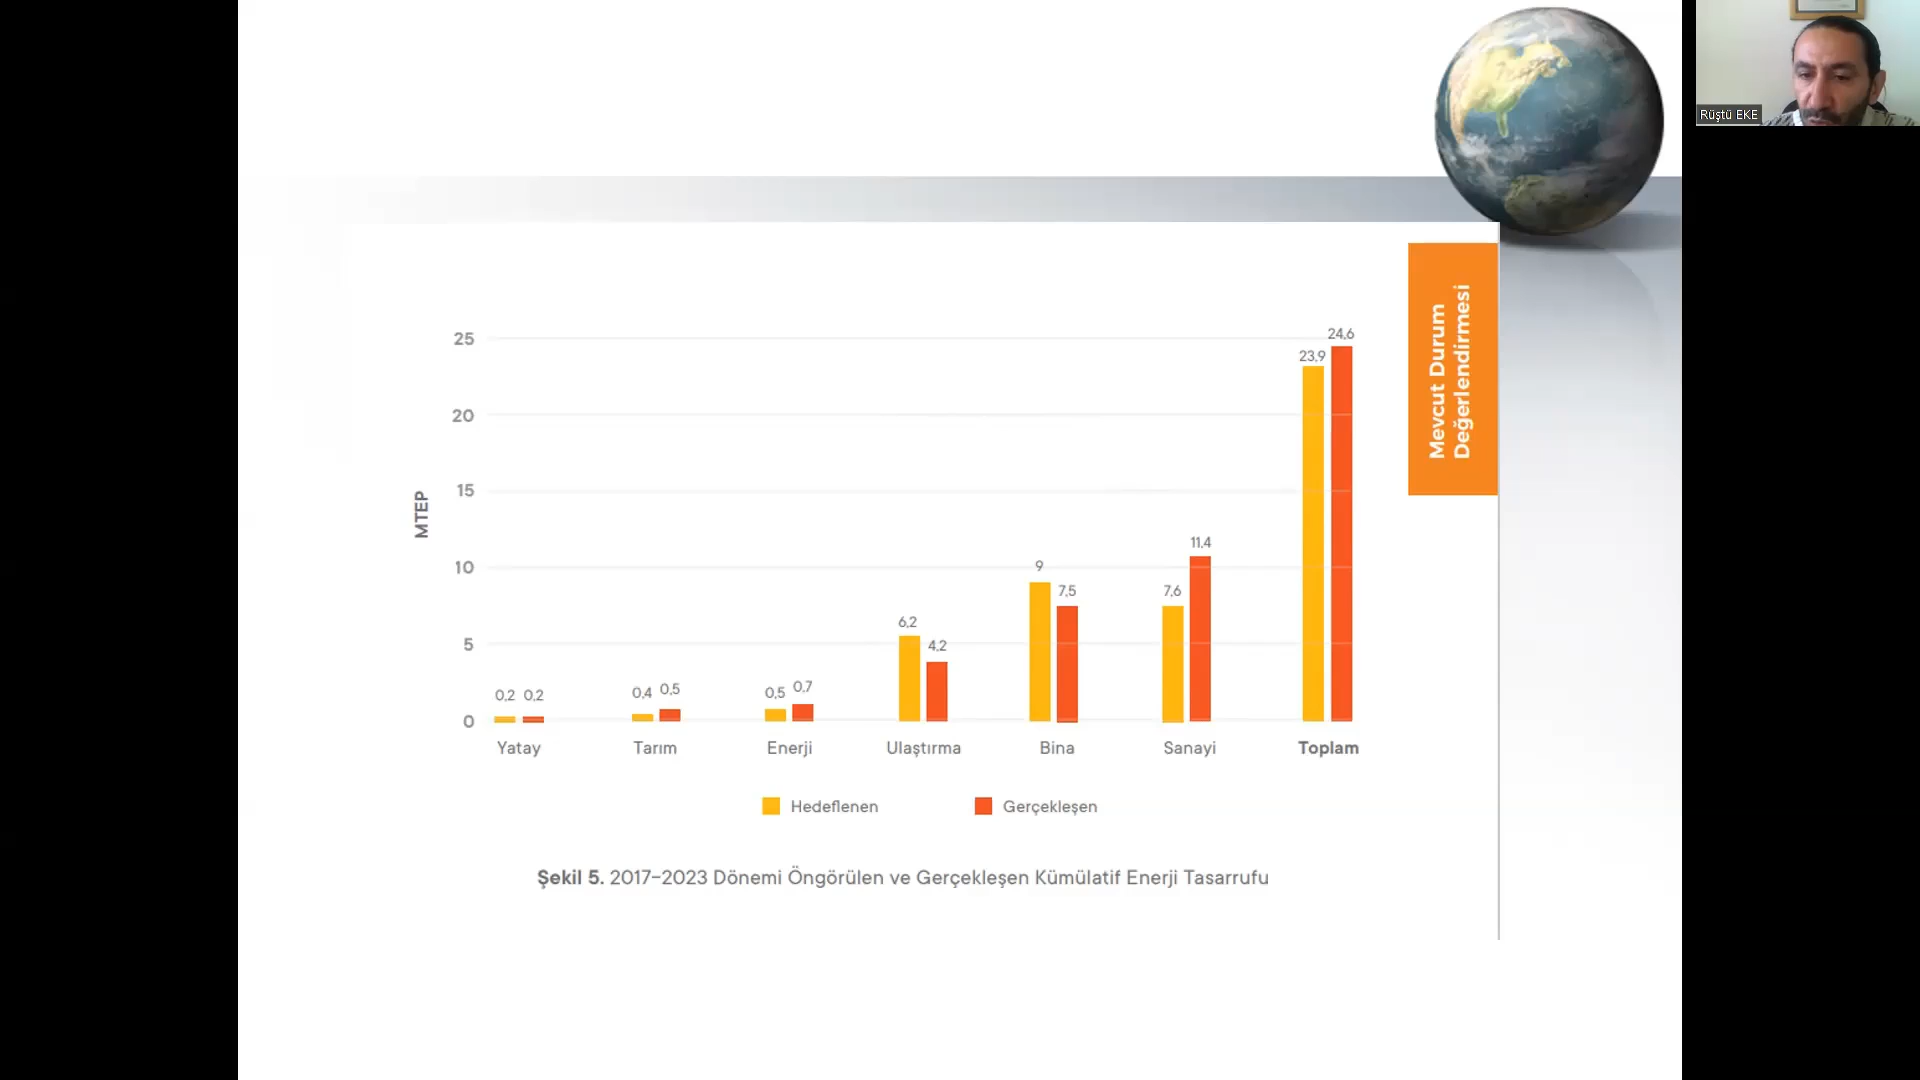 Rüştü EKE
Mevcut Durum
Değerlendirmesi
MTEP
25
20
15
10
5
0
0,2 0,2
0,4 0,5
0,5 0,7
6,2 4,2
9 7,5
7,6 11,4
23,9 24,6
Yatay Tarım Enerji Ulaştırma Bina Sanayi Toplam
Hedeflenen Gerçekleşen
Şekil 5. 2017–2023 Dönemi Öngörülen ve Gerçekleşen Kümülatif Enerji Tasarrufu